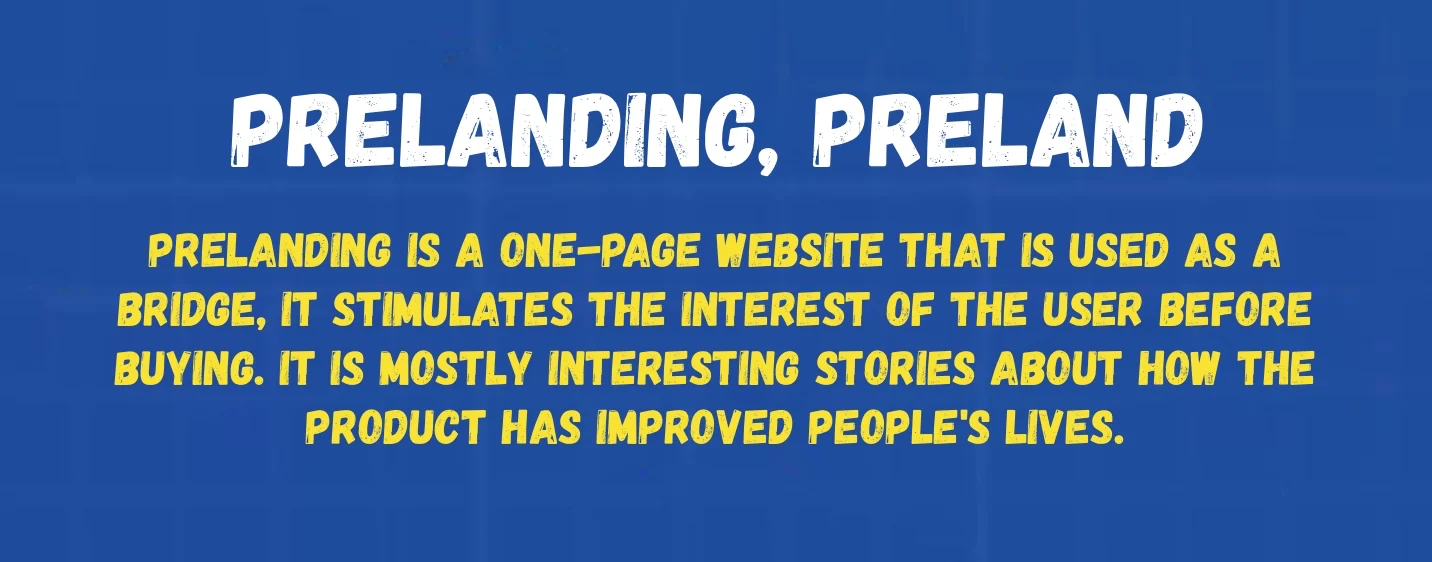 PRELANDING, PRELAND
PRELANDING IS A ONE-PAGE WEBSITE THAT IS USED AS A
BRIDGE, IT STIMULATES THE INTEREST OF THE USER BEFORE
BUYING. IT IS MOSTLY INTERESTING STORIES ABOUT HOW THE
PRODUCT HAS IMPROVED PEOPLE'S LIVES.